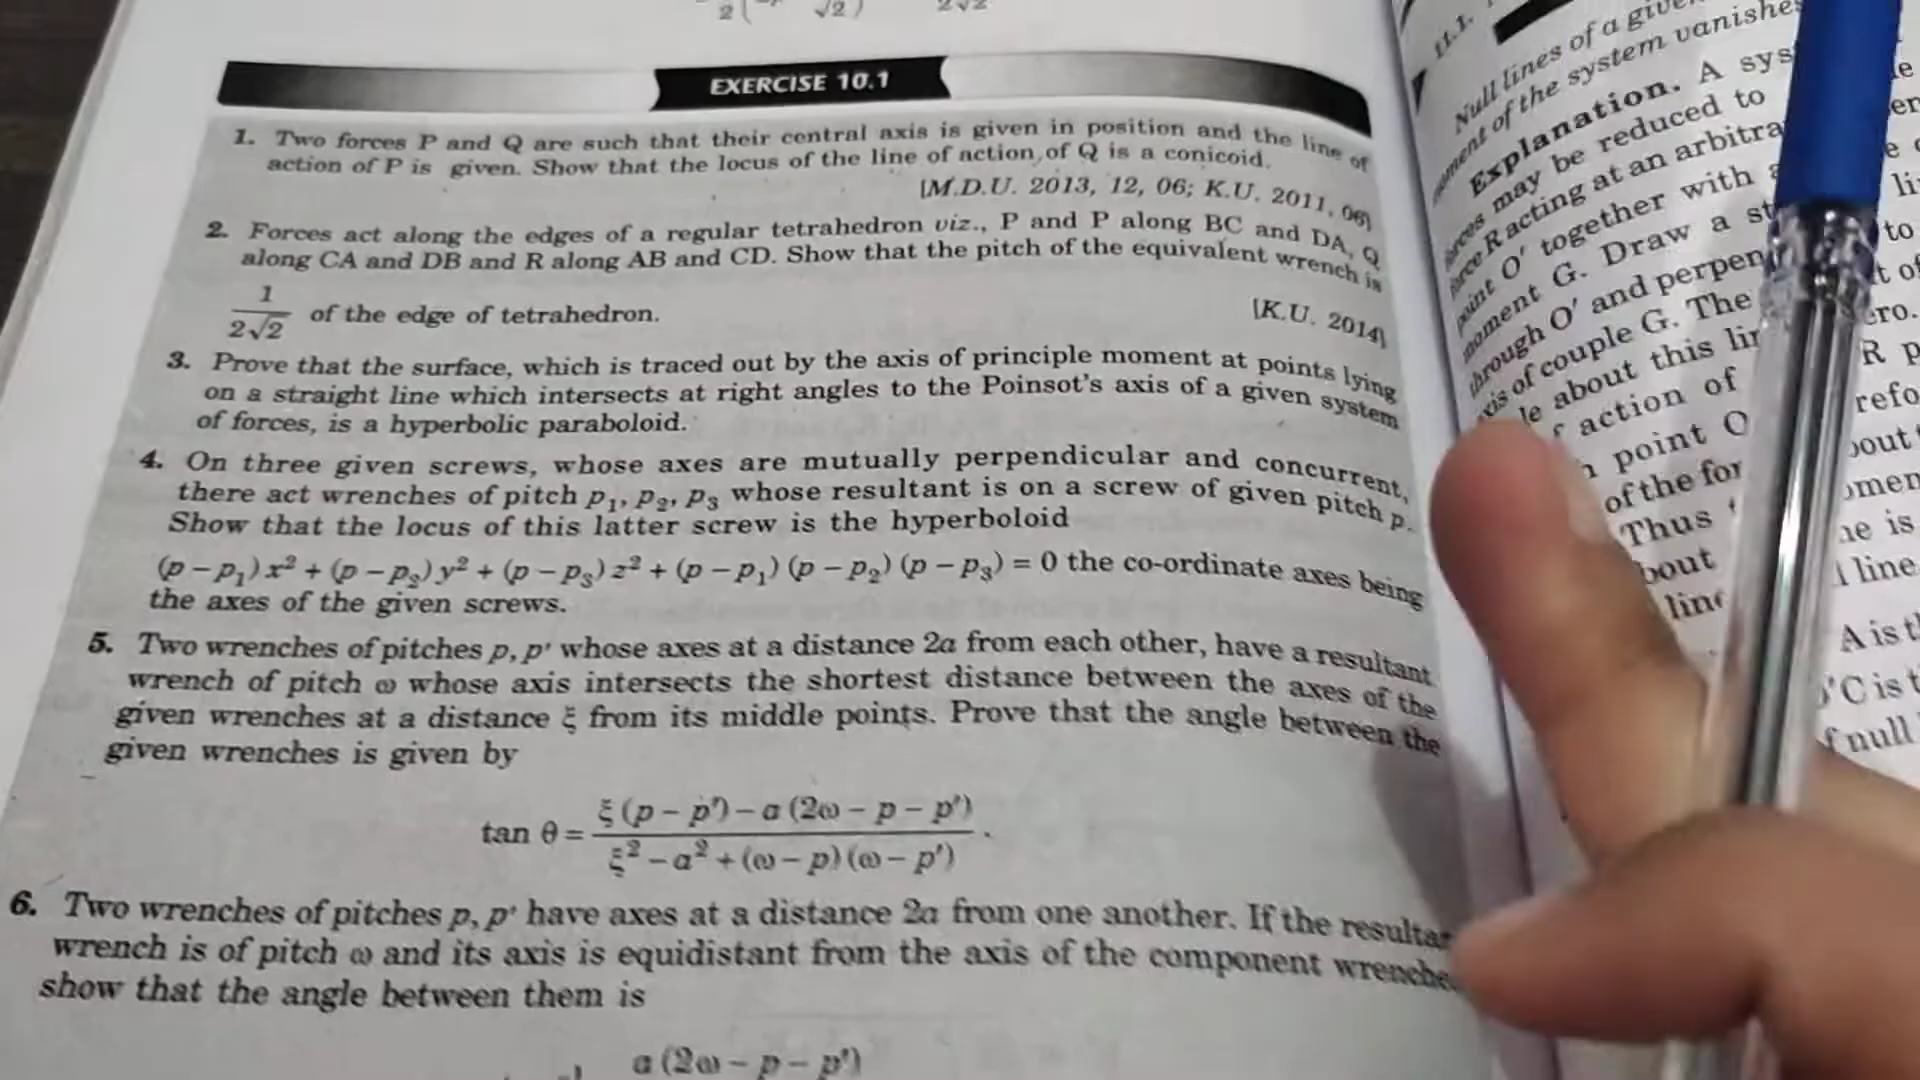 EXERCISE 10.1
1. Two forces P and Q are such that their central axis is given in position and the line of
action of P is given. Show that the locus of the line of action of Q is a conicoid.
[M.D.U. 2013, 12, 06; K.U. 2011, 06]
2. Forces act along the edges of a regular tetrahedron viz., P and P along BC and DA, Q
along CA and DB and R along AB and CD. Show that the pitch of the equivalent wrench is
1
2√2 of the edge of tetrahedron.
[K.U. 2014]
3. Prove that the surface, which is traced out by the axis of principle moment at points lying
on a straight line which intersects at right angles to the Poinsot's axis of a given system
of forces, is a hyperbolic paraboloid.
4. On three given screws, whose axes are mutually perpendicular and concurrent,
there act wrenches of pitch p₁, p₂, p₃ whose resultant is on a screw of given pitch p.
Show that the locus of this latter screw is the hyperboloid
(p – p₁) x² + (p – p₂) y² + (p – p₃) z² + (p – p₁) (p – p₂) (p – p₃) = 0 the co-ordinate axes being
the axes of the given screws.
5. Two wrenches of pitches p, p' whose axes at a distance 2a from each other, have a resultant
wrench of pitch ω whose axis intersects the shortest distance between the axes of the
given wrenches at a distance ξ from its middle points. Prove that the angle between the
given wrenches is given by
ξ (p – p') – a (2ω – p – p')
tan θ =
ξ² – a² + (ω – p) (ω – p')
6. Two wrenches of pitches p, p' have axes at a distance 2a from one another. If the
wrench is of pitch ω and its axis is equidistant from the axis of the component
show that the angle between them is
a (2ω – p – p')
11.1.
Null lines of a
of the system
Explanation. A
may be reduced to
R acting at an
point O' together with
G. Draw a
through O' and
of couple G. The
about this
action of
point O
of the
Thus
R
A is
C is
null